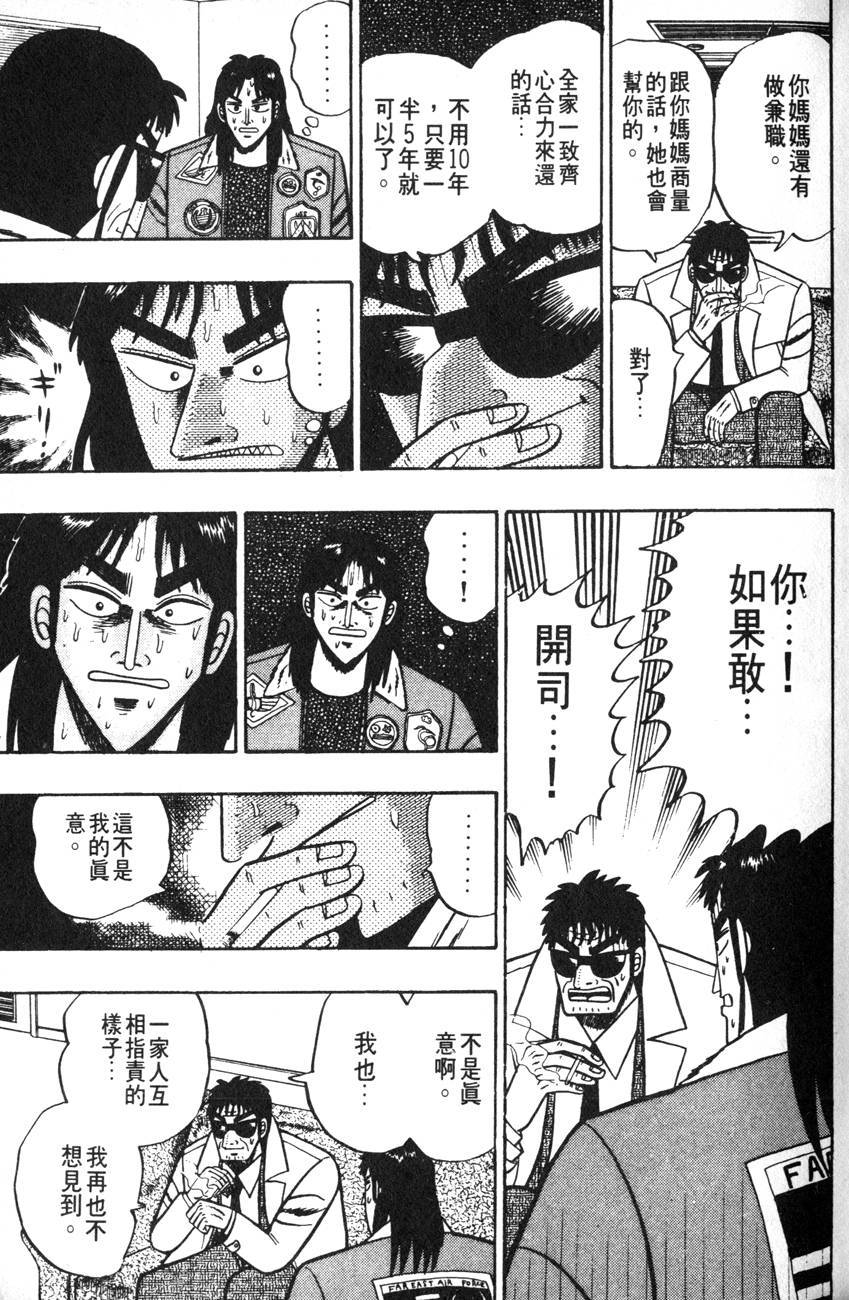 你媽媽還有
做兼職。
跟你媽媽商量
的話，她也會
幫你的。
對了…
全家一致齊
心合力來還
的話…
不用10年
，只要一
半5年就
可以了。
………
………
你…！
如果敢…
開司…！
……！
………
這不是
我的眞
意。
不是眞
意啊。
我也…
一家人互
相指責的
樣子…
我再也不
想見到。
FA
FAR EAST AIR FORCE